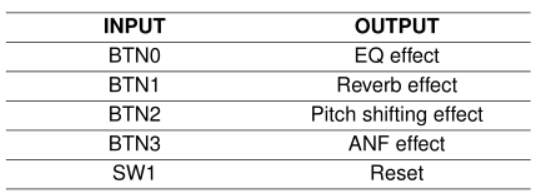 INPUT OUTPUT
BTN0 EQ effect
BTN1 Reverb effect
BTN2 Pitch shifting effect
BTN3 ANF effect
SW1 Reset